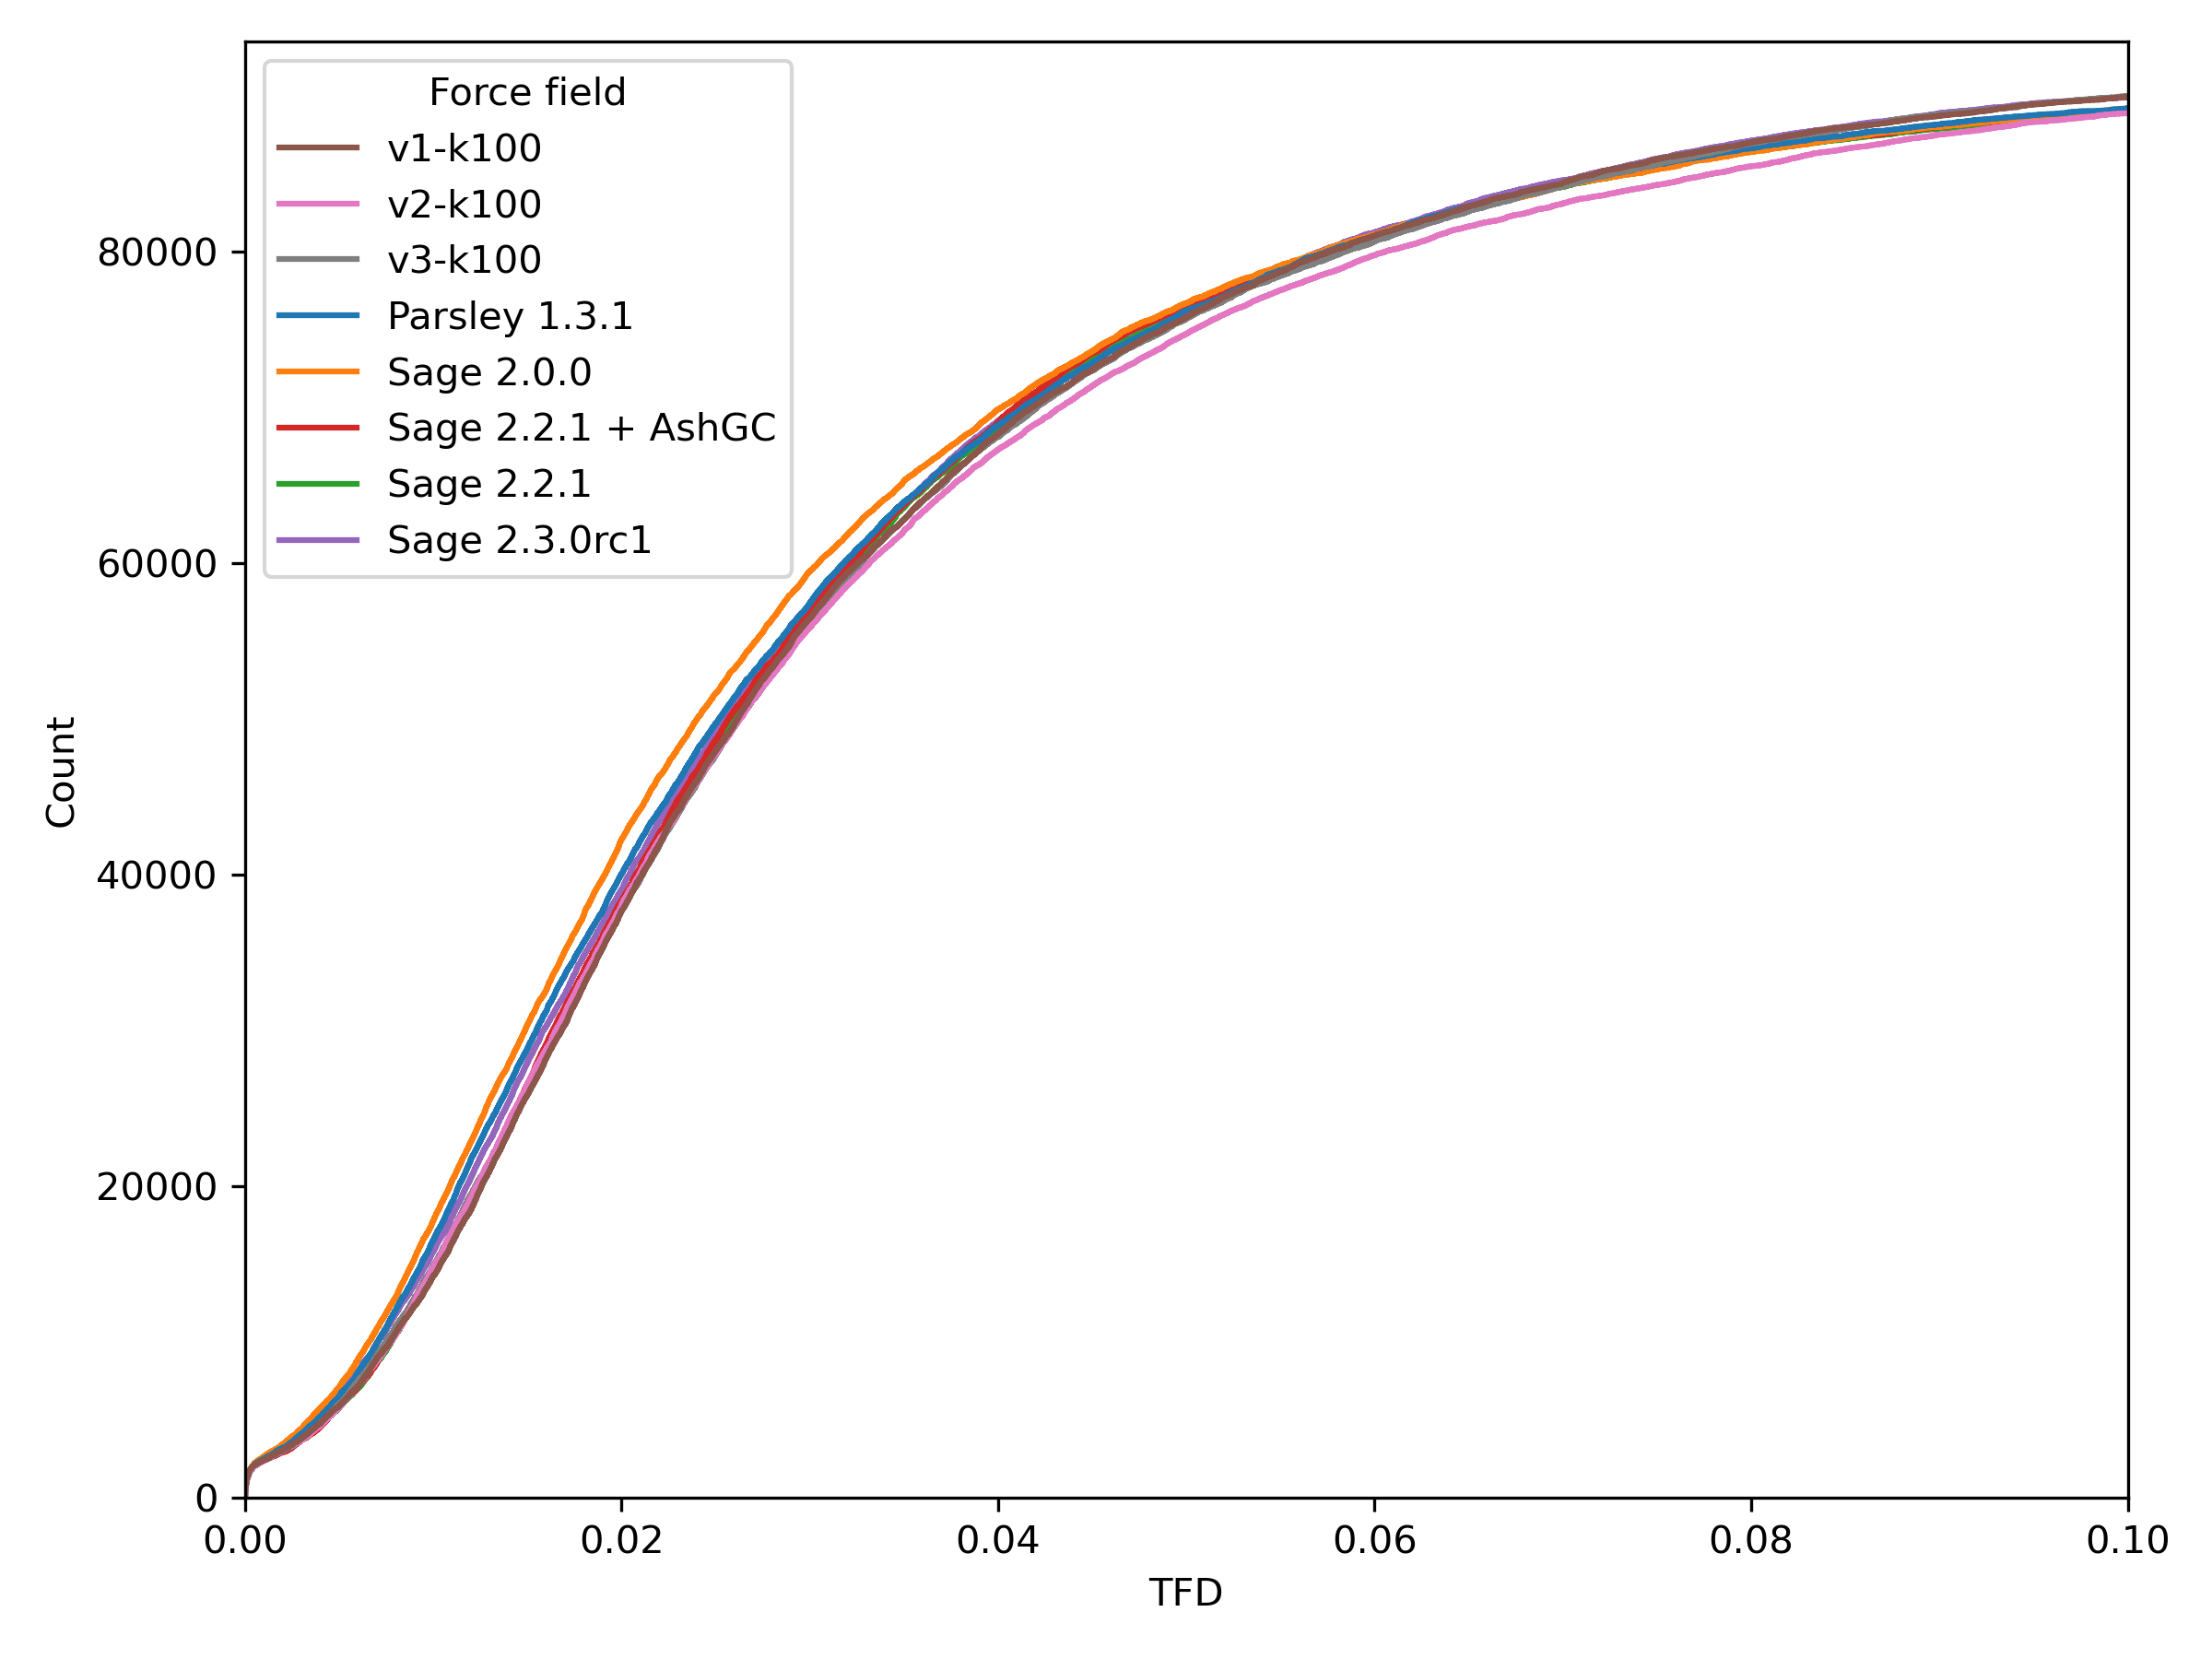 Force field
v1-k100
v2-k100
v3-k100
Parsley 1.3.1
Sage 2.0.0
Sage 2.2.1 + AshGC
Sage 2.2.1
Sage 2.3.0rc1
80000
60000
40000
20000
0
Count
0.00 0.02 0.04 0.06 0.08 0.10
TFD